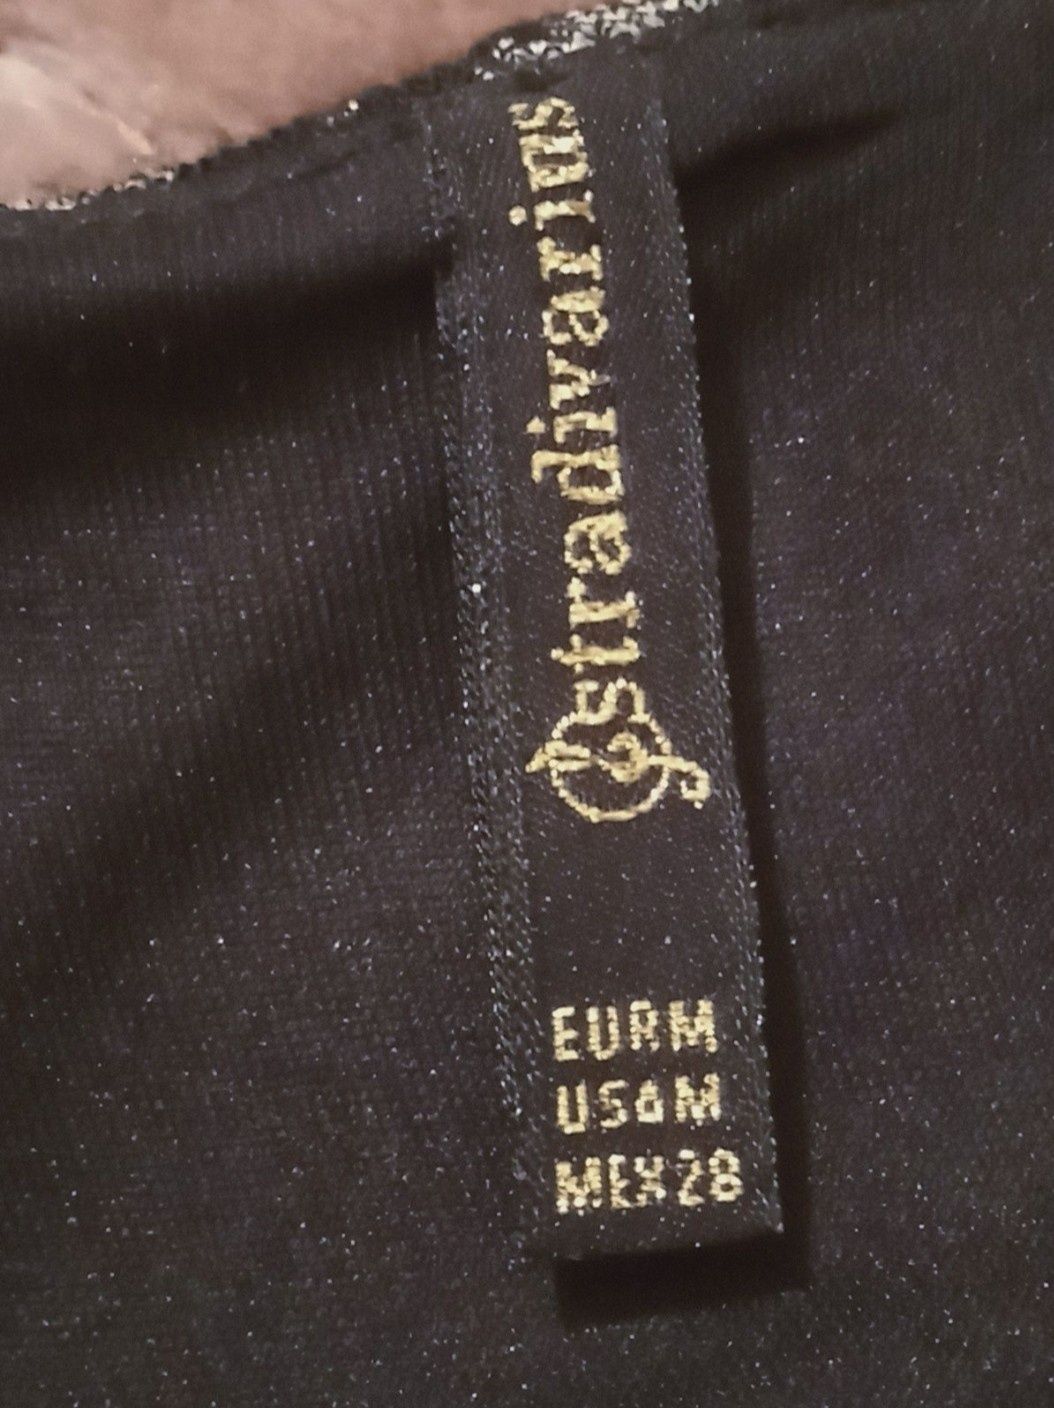 stradivarius
EUR M
USA M
MEX 28